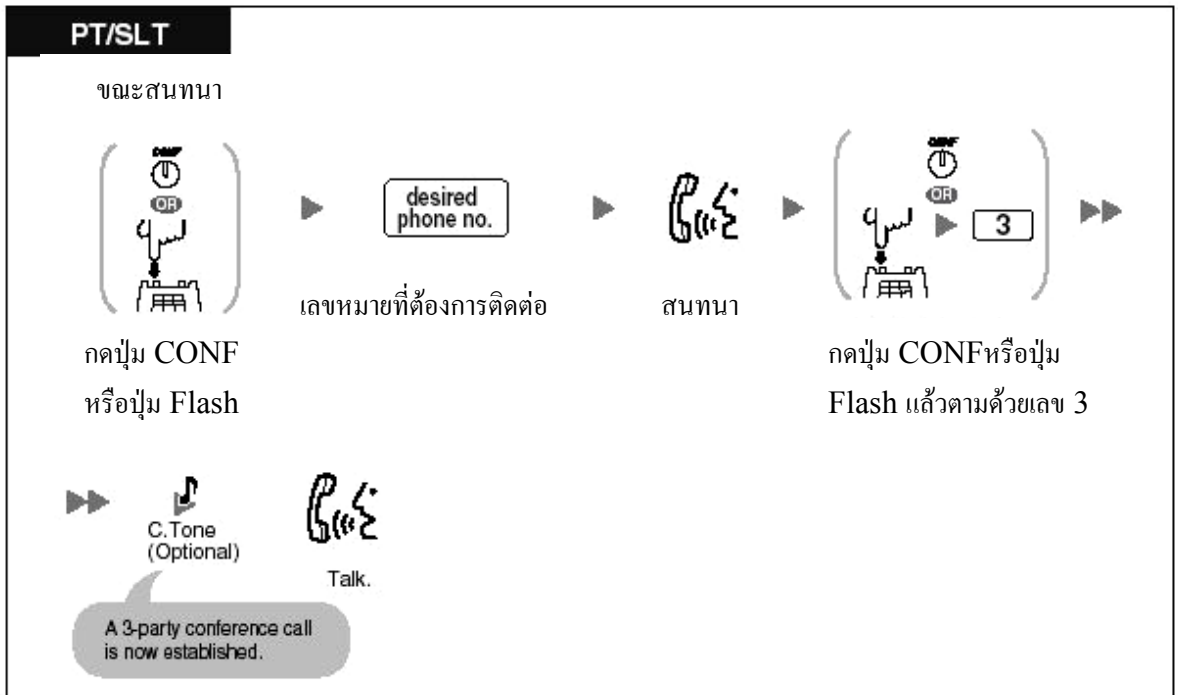 PT/SLT
ขณะสนทนา
CONF
OR
desired
phone no.
CONF
OR
3
เลขหมายที่ต้องการติดต่อ
สนทนา
กดปุ่ม CONF
หรือปุ่ม Flash
กดปุ่ม CONFหรือปุ่ม
Flash แล้วตามด้วยเลข 3
C.Tone
(Optional)
Talk.
A 3-party conference call
is now established.